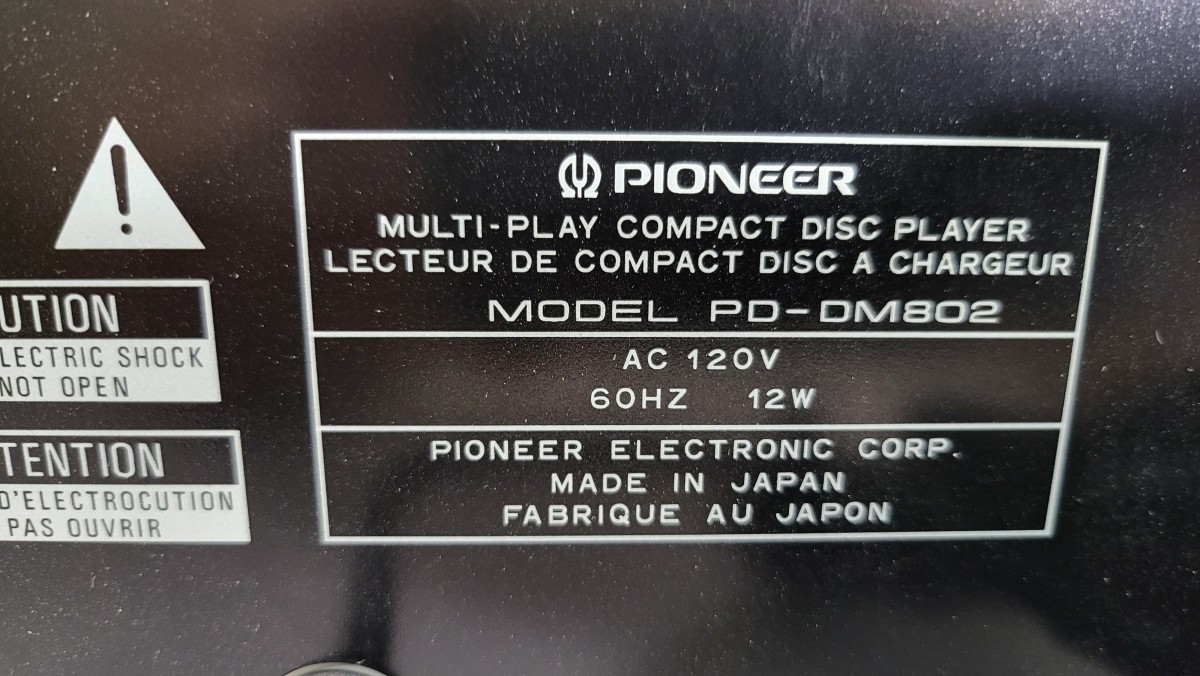 !
UTION
LECTRIC SHOCK
NOT OPEN
TENTION
D'ELECTROCUTION
PAS OUVRIR
PIONEER
MULTI-PLAY COMPACT DISC PLAYER
LECTEUR DE COMPACT DISC A CHARGEUR
MODEL PD-DM802
AC 120V
60HZ 12W
PIONEER ELECTRONIC CORP.
MADE IN JAPAN
FABRIQUE AU JAPON